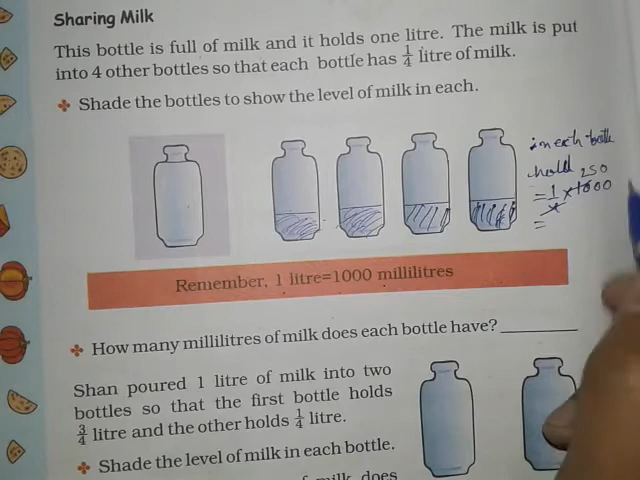 Sharing Milk
This bottle is full of milk and it holds one litre. The milk is put
into 4 other bottles so that each bottle has 1/4 litre of milk.
❖ Shade the bottles to show the level of milk in each.
in each bottle
hold 250
= 1/4 × 1000
=
Remember, 1 litre=1000 millilitres
❖ How many millilitres of milk does each bottle have? ________
Shan poured 1 litre of milk into two
bottles so that the first bottle holds
3/4 litre and the other holds 1/4 litre.
❖ Shade the level of milk in each bottle.
of milk does